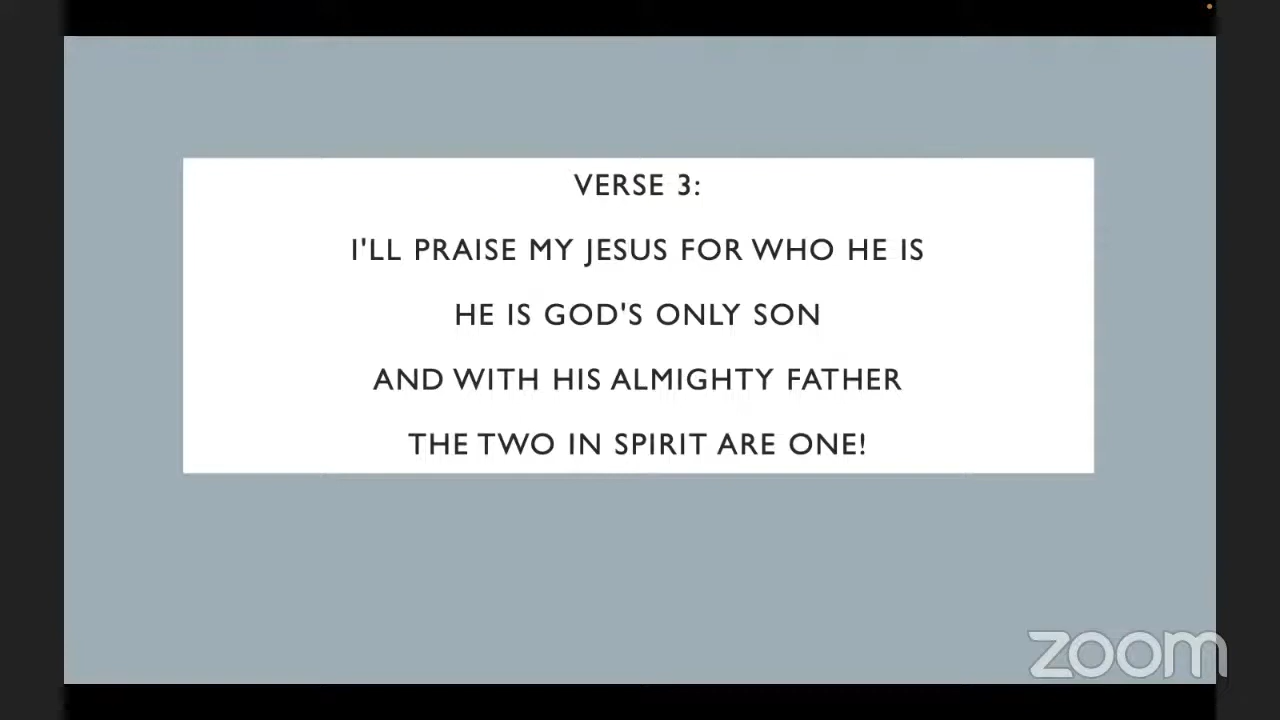 VERSE 3:
I'LL PRAISE MY JESUS FOR WHO HE IS
HE IS GOD'S ONLY SON
AND WITH HIS ALMIGHTY FATHER
THE TWO IN SPIRIT ARE ONE!
zoom